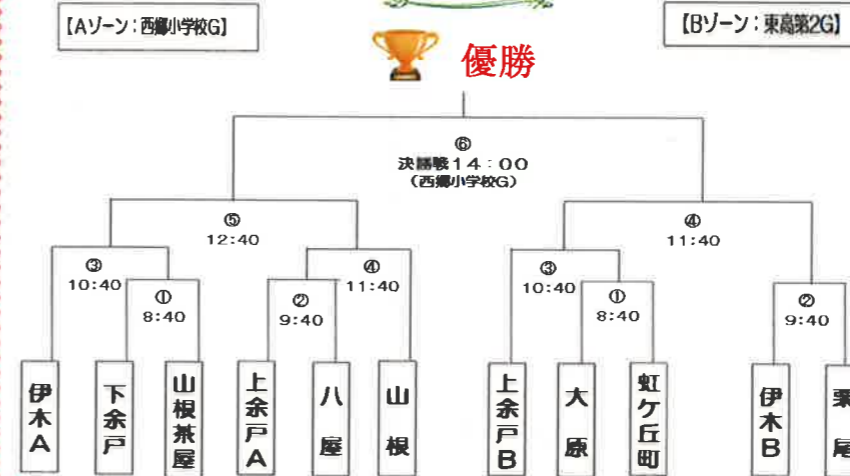 【Aゾーン：西郷小学校G】
【Bゾーン：東高第2G】
優勝
⑥
決勝戦14：00
（西郷小学校G）
⑤
12:40
④
11:40
③
10:40
①
8:40
②
9:40
④
11:40
③
10:40
①
8:40
②
9:40
伊木A
下余戸
山根茶屋
上余戸A
八屋
山根
上余戸B
大原
虹ケ丘町
伊木B
栗尾